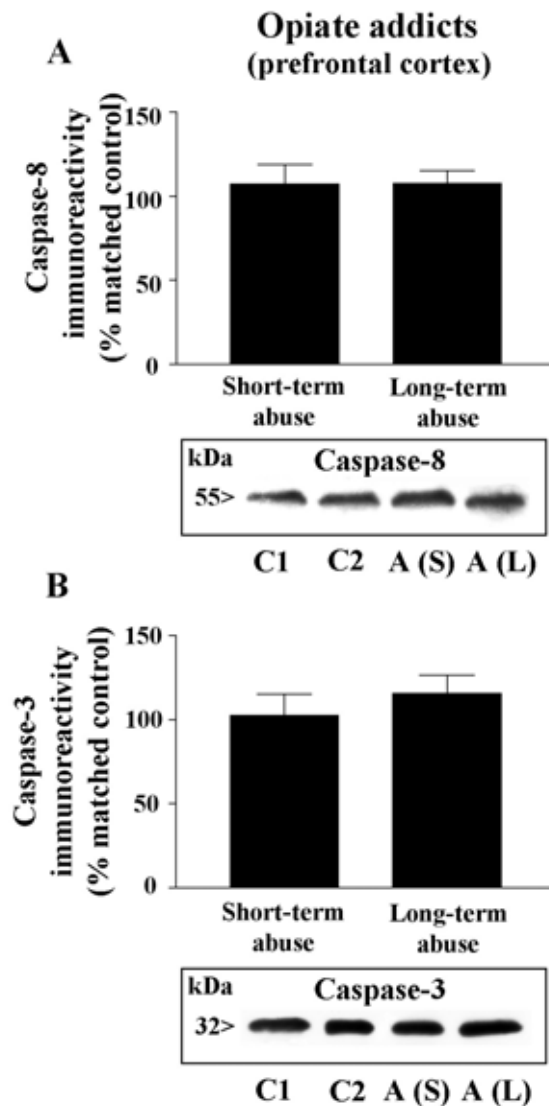 Opiate addicts
(prefrontal cortex)
A
Caspase-8
immunoreactivity
(% matched control)
150
100
50
0
Short-term
abuse
Long-term
abuse
kDa
Caspase-8
55>
C1 C2 A (S) A (L)
B
Caspase-3
immunoreactivity
(% matched control)
150
100
50
0
Short-term
abuse
Long-term
abuse
kDa
Caspase-3
32>
C1 C2 A (S) A (L)